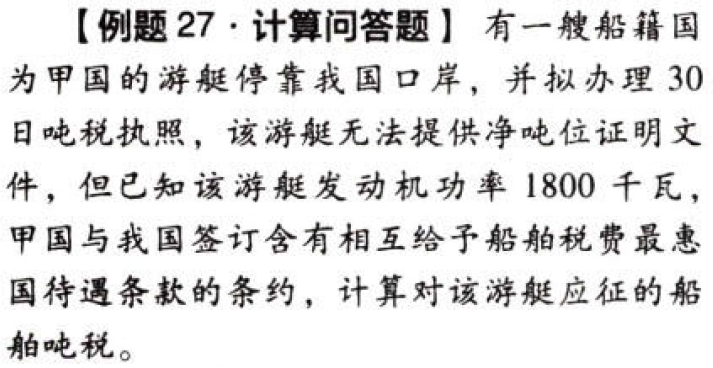 【例题 27·计算问答题】 有一艘船籍国
为甲国的游艇停靠我国口岸，并拟办理 30
日吨税执照，该游艇无法提供净吨位证明文
件，但已知该游艇发动机功率 1800 千瓦，
甲国与我国签订含有相互给予船舶税费最惠
国待遇条款的条约，计算对该游艇应征的船
舶吨税。